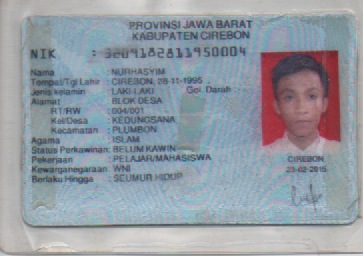 PROVINSI JAWA BARAT
KABUPATEN CIREBON
NIK : 3209182811950004
Nama : NURHASYIM
Tempat/Tgl Lahir : CIREBON, 28-11-1995
Jenis kelamin : LAKI-LAKI Gol. Darah
Alamat : BLOK DESA
RT/RW : 004/001
Kel/Desa : KEDUNGSANA
Kecamatan : PLUMBON
Agama : ISLAM
Status Perkawinan: BELUM KAWIN
Pekerjaan : PELAJAR/MAHASISWA
Kewarganegaraan: WNI
Berlaku Hingga : SEUMUR HIDUP
CIREBON
23-02-2015